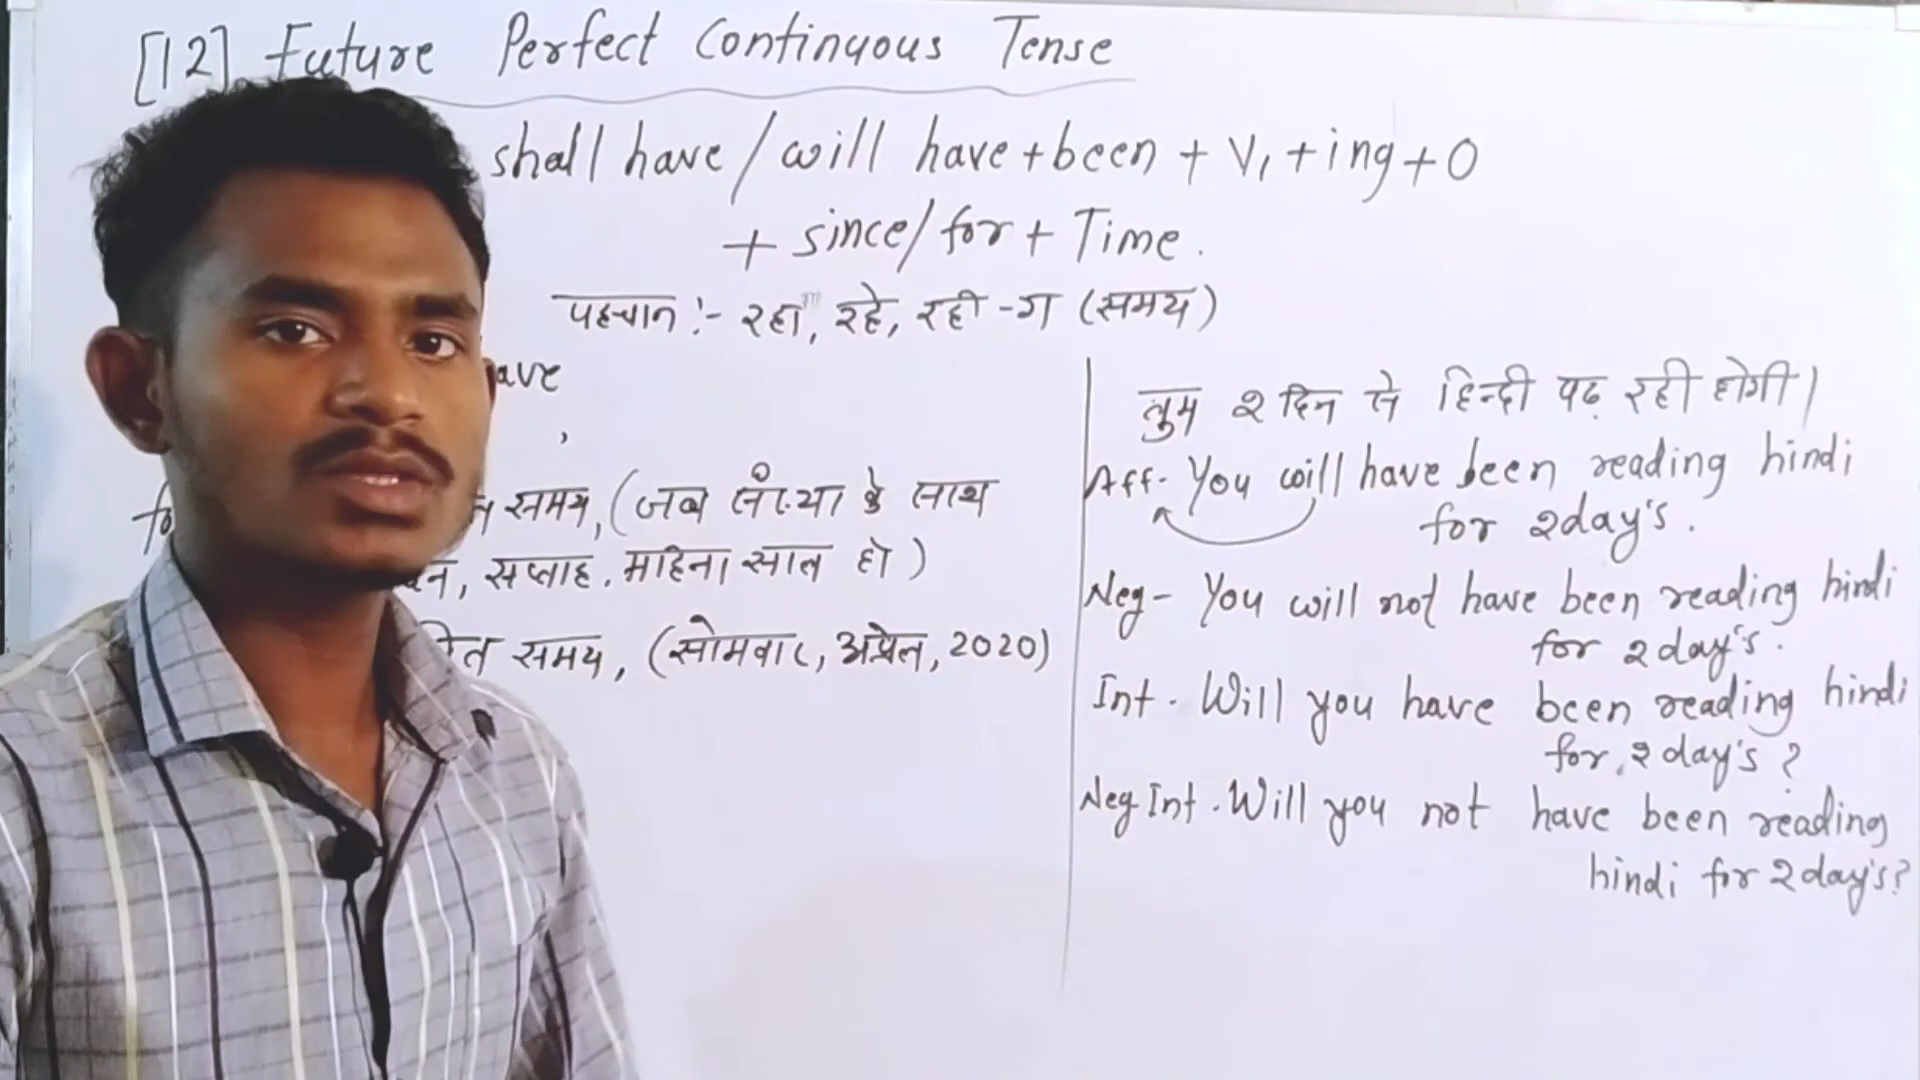 [12] Future Perfect Continuous Tense
shall have / will have + been + V₁ + ing + O
+ since / for + Time.
पहचान :- रहा, रहे, रही - ग (समय)
ave
,
समय, (जब संख्या के साथ
, सप्ताह, महिना साल हो )
समय, (सोमवार, अप्रेल, 2020)
तुम 2 दिन से हिन्दी पढ़ रही होगी।
Aff- You will have been reading hindi
for 2day's.
Neg - You will not have been reading hindi
for 2 day's.
Int - Will you have been reading hindi
for 2 day's ?
Neg Int. Will you not have been reading
hindi for 2 day's?